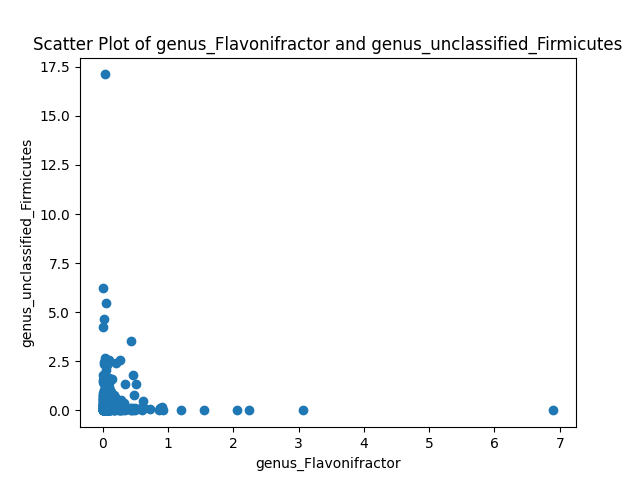 Scatter Plot of genus_Flavonifractor and genus_unclassified_Firmicutes
17.5
15.0
12.5
10.0
7.5
5.0
2.5
0.0
genus_unclassified_Firmicutes
0 1 2 3 4 5 6 7
genus_Flavonifractor